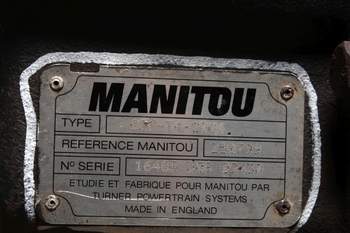 MANITOU
TYPE
REFERENCE MANITOU
Nº SERIE
ETUDIE ET FABRIQUE POUR MANITOU PAR
TURNER POWERTRAIN SYSTEMS
MADE IN ENGLAND